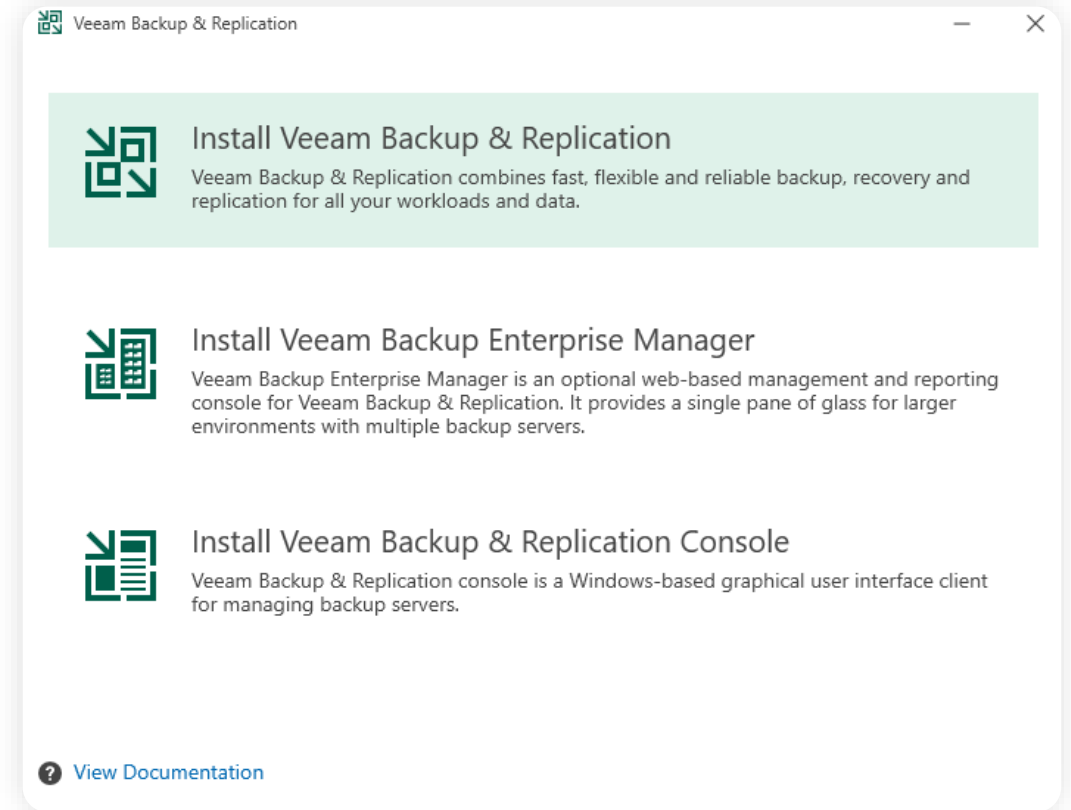 Veeam Backup & Replication
Install Veeam Backup & Replication
Veeam Backup & Replication combines fast, flexible and reliable backup, recovery and
replication for all your workloads and data.
Install Veeam Backup Enterprise Manager
Veeam Backup Enterprise Manager is an optional web-based management and reporting
console for Veeam Backup & Replication. It provides a single pane of glass for larger
environments with multiple backup servers.
Install Veeam Backup & Replication Console
Veeam Backup & Replication console is a Windows-based graphical user interface client
for managing backup servers.
? View Documentation